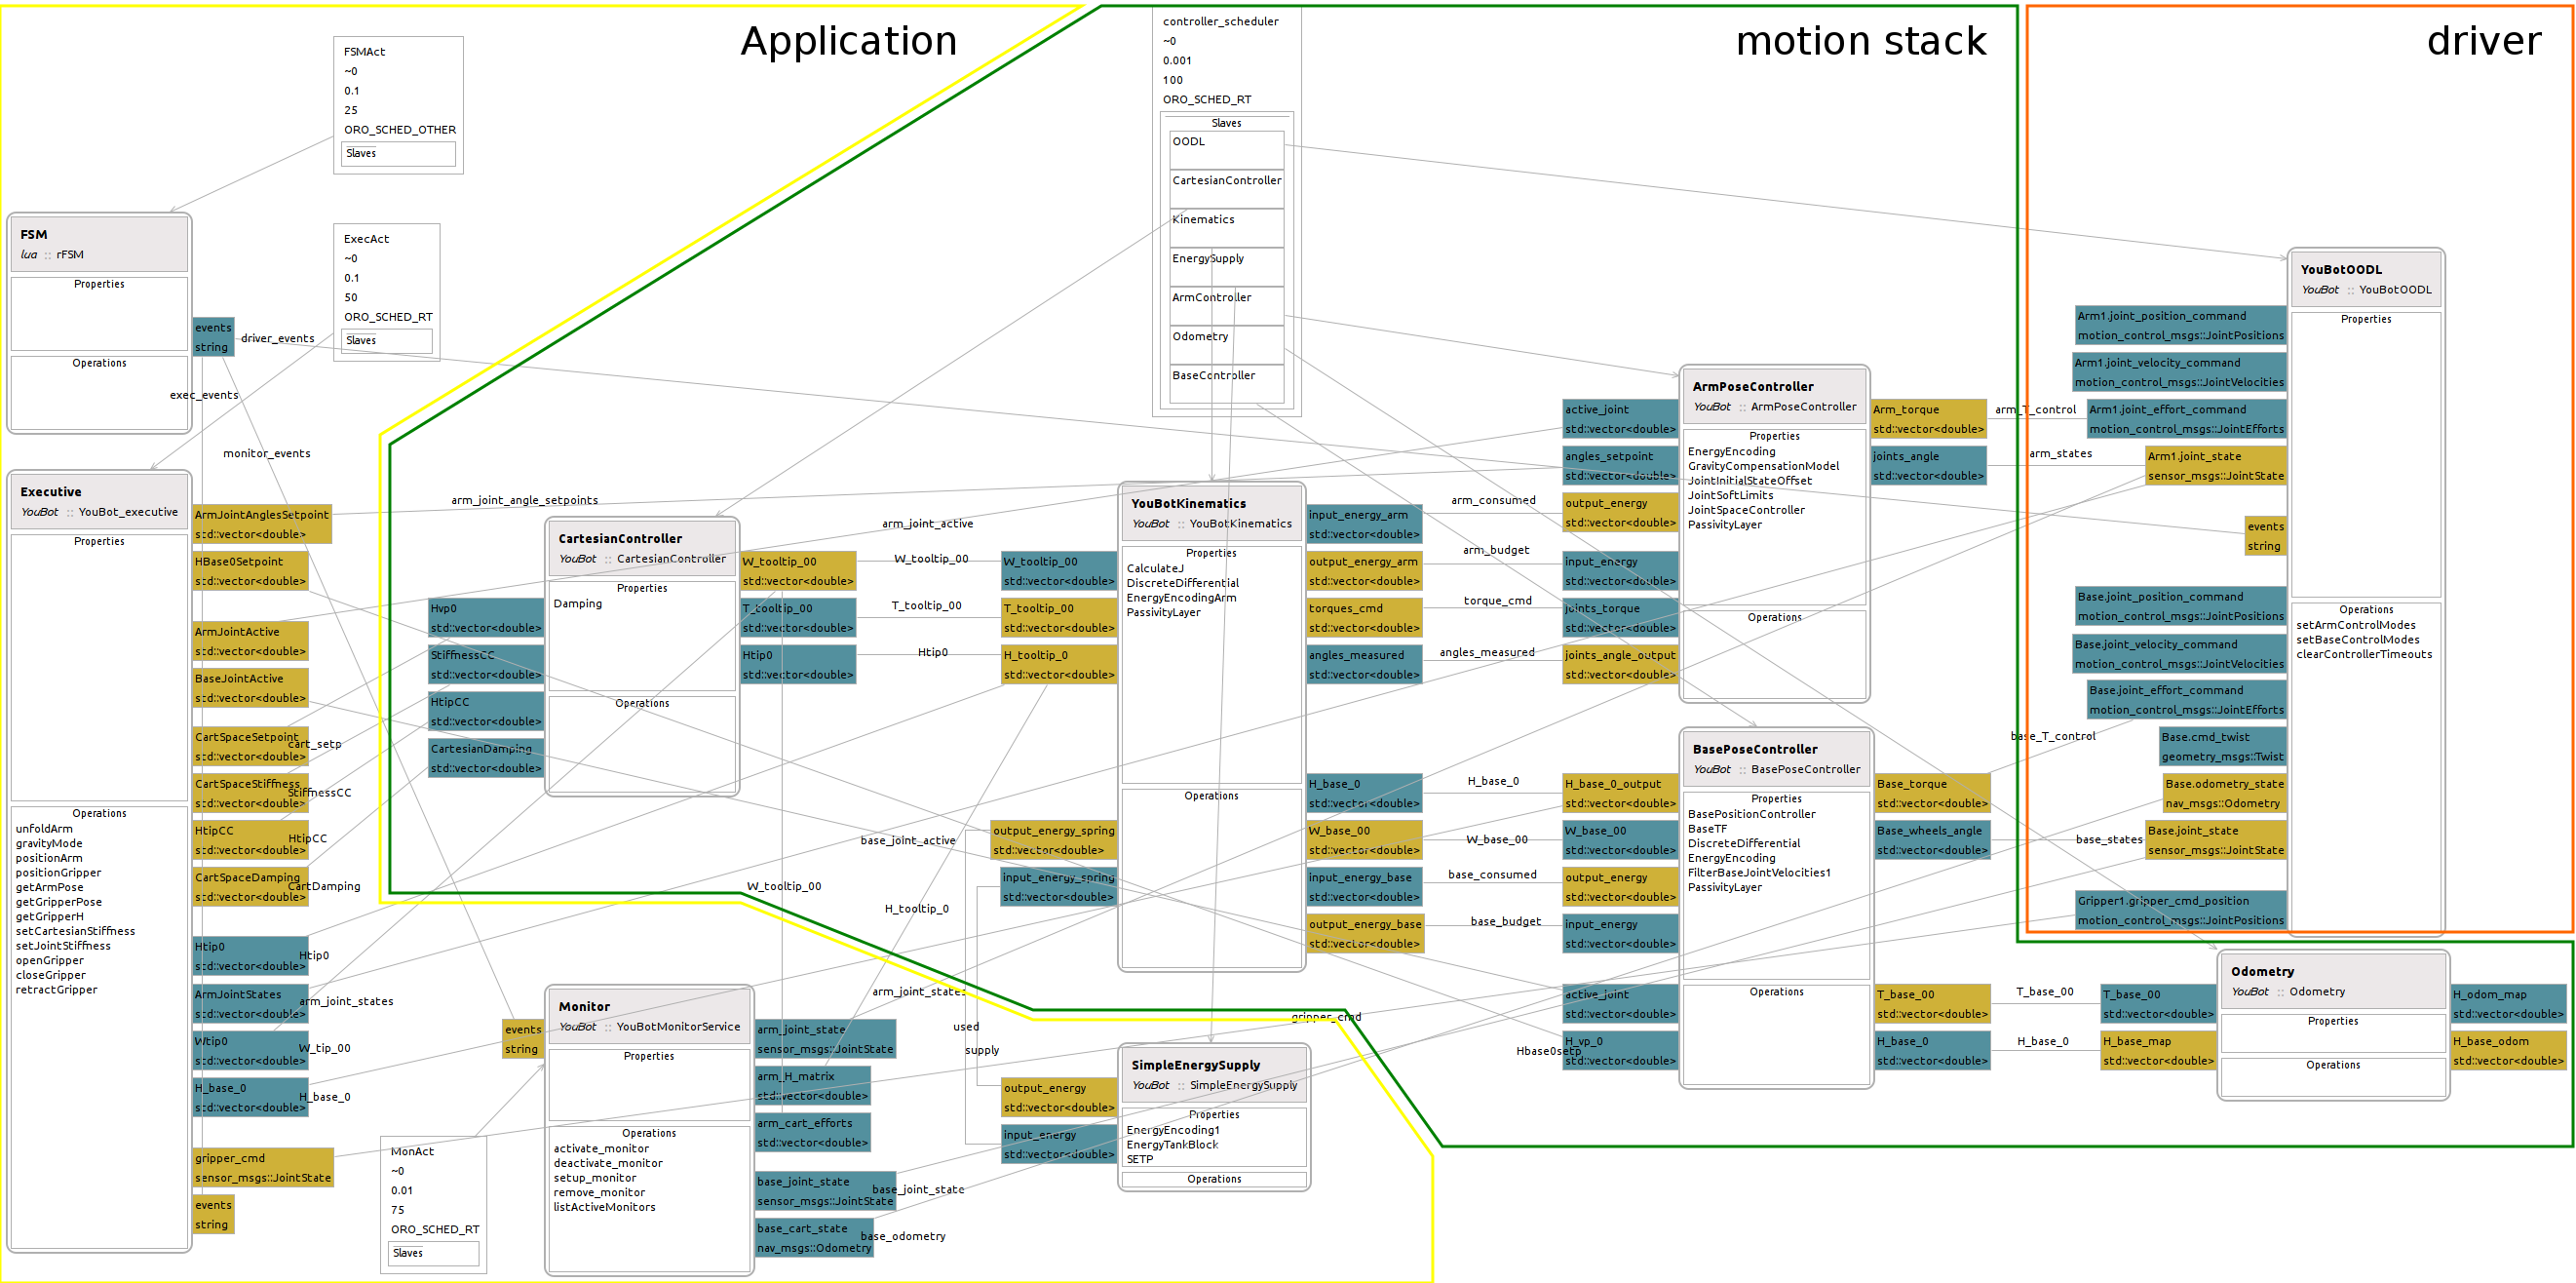 Application
motion stack
driver
FSMAct
~0
0.1
25
ORO_SCHED_OTHER
Slaves
FSM
lua :: rFSM
Properties
Operations
events
string
driver_events
exec_events
monitor_events
ExecAct
~0
0.1
50
ORO_SCHED_RT
Slaves
controller_scheduler
~0
0.001
100
ORO_SCHED_RT
Slaves
OODL
CartesianController
Kinematics
EnergySupply
ArmController
Odometry
BaseController
Executive
YouBot :: YouBot_executive
Properties
Operations
unfoldArm
gravityMode
positionArm
positionGripper
getArmPose
getGripperPose
getGripperH
setCartesianStiffness
setJointStiffness
openGripper
closeGripper
retractGripper
ArmJointAnglesSetpoint
std::vector<double>
HBase0Setpoint
std::vector<double>
ArmJointActive
std::vector<double>
BaseJointActive
std::vector<double>
CartSpaceSetpoint
std::vector<double>
cart_setp
CartSpaceStiffness
std::vector<double>
StiffnessCC
HtipCC
std::vector<double>
HtipCC
CartSpaceDamping
std::vector<double>
CartDamping
Htip0
std::vector<double>
Htip0
ArmJointStates
std::vector<double>
arm_joint_states
Wtip0
std::vector<double>
W_tip_00
H_base_0
std::vector<double>
H_base_0
gripper_cmd
sensor_msgs::JointState
events
string
MonAct
~0
0.01
75
ORO_SCHED_RT
Slaves
arm_joint_angle_setpoints
arm_joint_active
CartesianController
YouBot :: CartesianController
Properties
Damping
Operations
Hvp0
std::vector<double>
StiffnessCC
std::vector<double>
HtipCC
std::vector<double>
CartesianDamping
std::vector<double>
W_tooltip_00
std::vector<double>
T_tooltip_00
std::vector<double>
Htip0
std::vector<double>
W_tooltip_00
T_tooltip_00
Htip0
base_joint_active
W_tooltip_00
H_tooltip_0
arm_joint_states
used
supply
Monitor
YouBot :: YouBotMonitorService
Properties
Operations
activate_monitor
deactivate_monitor
setup_monitor
remove_monitor
listActiveMonitors
events
string
arm_joint_state
sensor_msgs::JointState
arm_H_matrix
std::vector<double>
arm_cart_efforts
std::vector<double>
base_joint_state
sensor_msgs::JointState
base_joint_state
base_cart_state
nav_msgs::Odometry
base_odometry
YouBotKinematics
YouBot :: YouBotKinematics
Properties
CalculateJ
DiscreteDifferential
EnergyEncodingArm
PassivityLayer
Operations
W_tooltip_00
std::vector<double>
T_tooltip_00
std::vector<double>
H_tooltip_0
std::vector<double>
output_energy_spring
std::vector<double>
input_energy_spring
std::vector<double>
input_energy_arm
std::vector<double>
output_energy_arm
std::vector<double>
torques_cmd
std::vector<double>
angles_measured
std::vector<double>
H_base_0
std::vector<double>
W_base_00
std::vector<double>
input_energy_base
std::vector<double>
output_energy_base
std::vector<double>
arm_consumed
arm_budget
torque_cmd
angles_measured
H_base_0
W_base_00
base_consumed
base_budget
gripper_cmd
Hbase0setp
SimpleEnergySupply
YouBot :: SimpleEnergySupply
Properties
EnergyEncoding1
EnergyTankBlock
SETP
Operations
output_energy
std::vector<double>
input_energy
std::vector<double>
ArmPoseController
YouBot :: ArmPoseController
Properties
EnergyEncoding
GravityCompensationModel
JointInitialStateOffset
JointSoftLimits
JointSpaceController
PassivityLayer
Operations
active_joint
std::vector<double>
angles_setpoint
std::vector<double>
output_energy
std::vector<double>
input_energy
std::vector<double>
joints_torque
std::vector<double>
joints_angle_output
std::vector<double>
Arm_torque
std::vector<double>
joints_angle
std::vector<double>
arm_T_control
arm_states
BasePoseController
YouBot :: BasePoseController
Properties
BasePositionController
BaseTF
DiscreteDifferential
EnergyEncoding
FilterBaseJointVelocities1
PassivityLayer
Operations
H_base_0_output
std::vector<double>
W_base_00
std::vector<double>
output_energy
std::vector<double>
input_energy
std::vector<double>
active_joint
std::vector<double>
H_vp_0
std::vector<double>
Base_torque
std::vector<double>
Base_wheels_angle
std::vector<double>
T_base_00
std::vector<double>
H_base_0
std::vector<double>
base_T_control
base_states
T_base_00
H_base_0
YouBotOODL
YouBot :: YouBotOODL
Properties
Operations
setArmControlModes
setBaseControlModes
clearControllerTimeouts
Arm1.joint_position_command
motion_control_msgs::JointPositions
Arm1.joint_velocity_command
motion_control_msgs::JointVelocities
Arm1.joint_effort_command
motion_control_msgs::JointEfforts
Arm1.joint_state
sensor_msgs::JointState
events
string
Base.joint_position_command
motion_control_msgs::JointPositions
Base.joint_velocity_command
motion_control_msgs::JointVelocities
Base.joint_effort_command
motion_control_msgs::JointEfforts
Base.cmd_twist
geometry_msgs::Twist
Base.odometry_state
nav_msgs::Odometry
Base.joint_state
sensor_msgs::JointState
Gripper1.gripper_cmd_position
motion_control_msgs::JointPositions
Odometry
YouBot :: Odometry
Properties
Operations
T_base_00
std::vector<double>
H_base_map
std::vector<double>
H_odom_map
std::vector<double>
H_base_odom
std::vector<double>